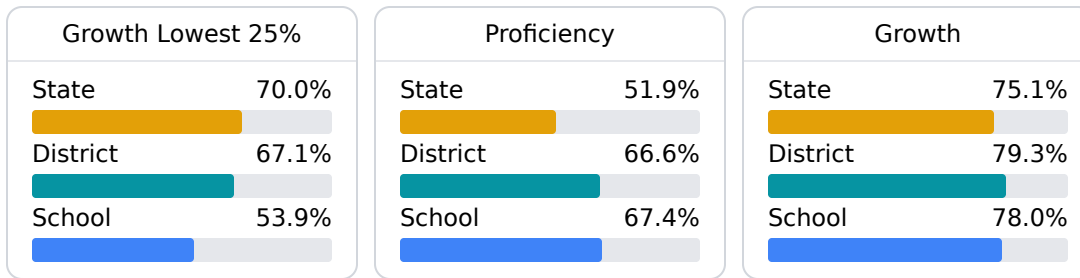 Growth Lowest 25%
State 70.0%
District 67.1%
School 53.9%
Proficiency
State 51.9%
District 66.6%
School 67.4%
Growth
State 75.1%
District 79.3%
School 78.0%